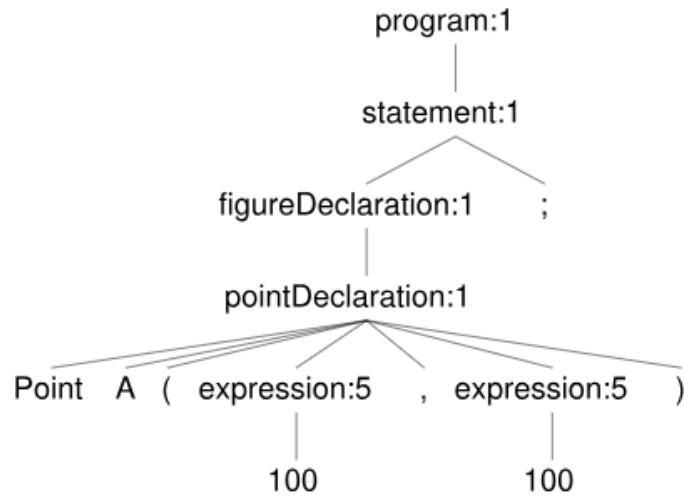 program:1
statement:1
figureDeclaration:1 ;
pointDeclaration:1
Point A ( expression:5 , expression:5 )
100 100